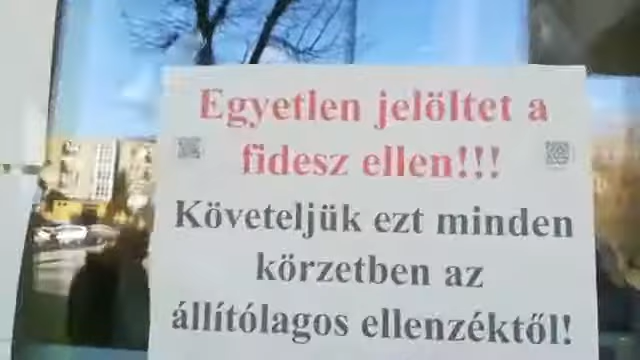 Egyetlen jelöltet a
fidesz ellen!!!
Követeljük ezt minden
körzetben az
állítólagos ellenzéktől!